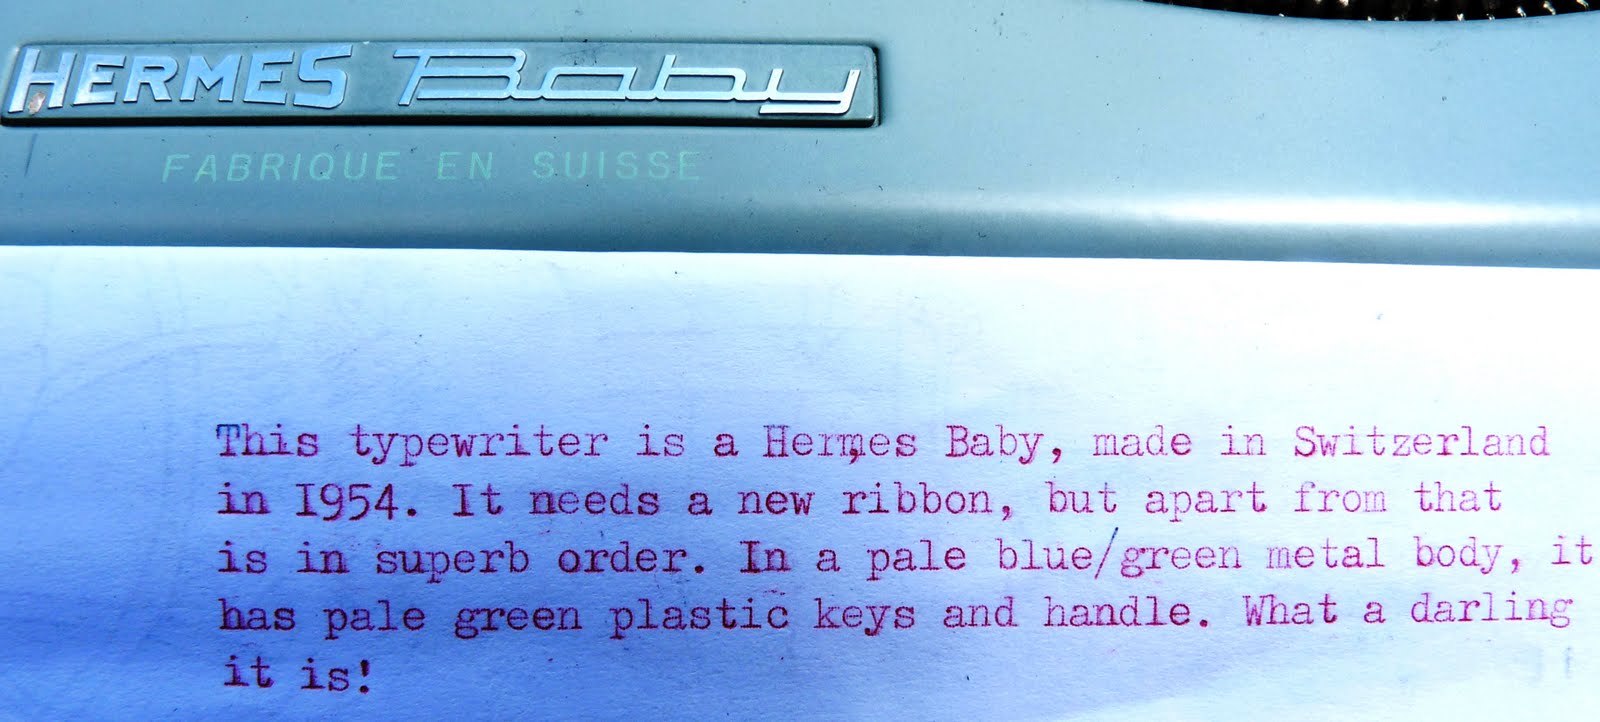 HERMES Baby
FABRIQUE EN SUISSE
This typewriter is a Hermes Baby, made in Switzerland
in I954. It needs a new ribbon, but apart from that
is in superb order. In a pale blue/green metal body, it
has pale green plastic keys and handle. What a darling
it is!